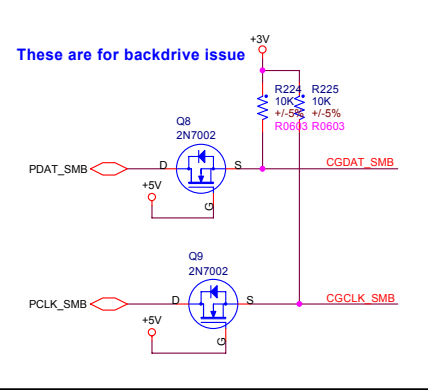 +3V
These are for backdrive issue
R224 R225
10K 10K
+/-5% +/-5%
R0603 R0603
Q8
2N7002
PDAT_SMB D S CGDAT_SMB
+5V
G
Q9
2N7002
PCLK_SMB D S CGCLK_SMB
+5V
G